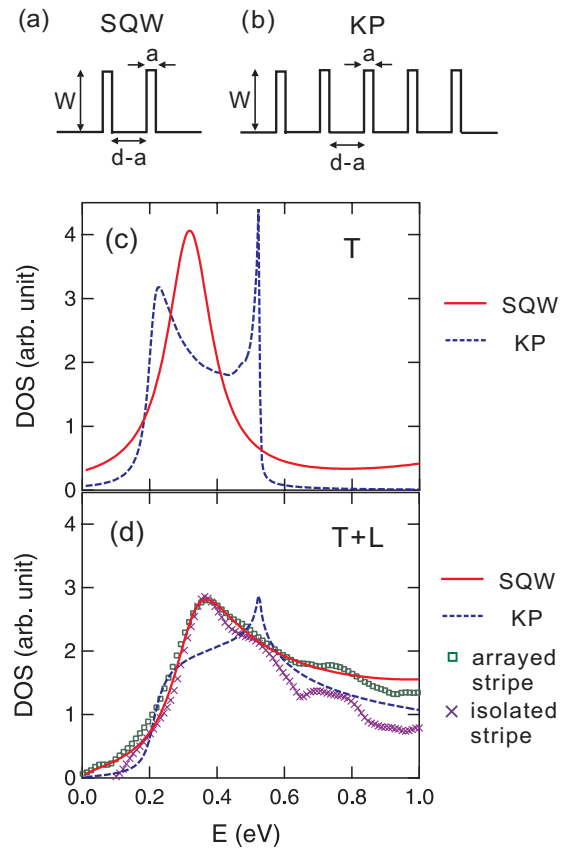 (a) SQW (b) KP
a a
W W
d-a d-a
(c) T
DOS (arb. unit)
4
3
2
1
0
SQW
KP
(d) T+L
DOS (arb. unit)
4
3
2
1
0
SQW
KP
arrayed
stripe
isolated
stripe
0.0 0.2 0.4 0.6 0.8 1.0
E (eV)